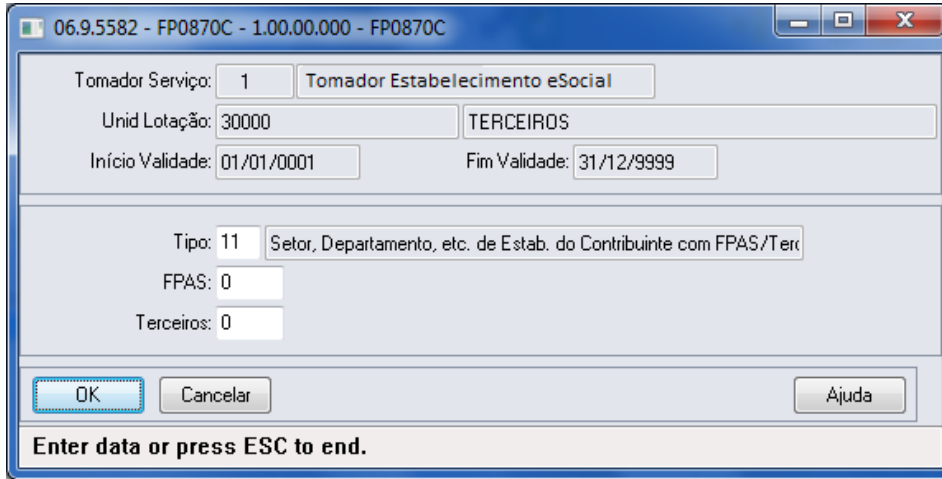 06.9.5582 - FP0870C - 1.00.00.000 - FP0870C
Tomador Serviço: 1 Tomador Estabelecimento eSocial
Unid Lotação: 30000 TERCEIROS
Início Validade: 01/01/0001 Fim Validade: 31/12/9999
Tipo: 11 Setor, Departamento, etc. de Estab. do Contribuinte com FPAS/Terc
FPAS: 0
Terceiros: 0
OK Cancelar Ajuda
Enter data or press ESC to end.